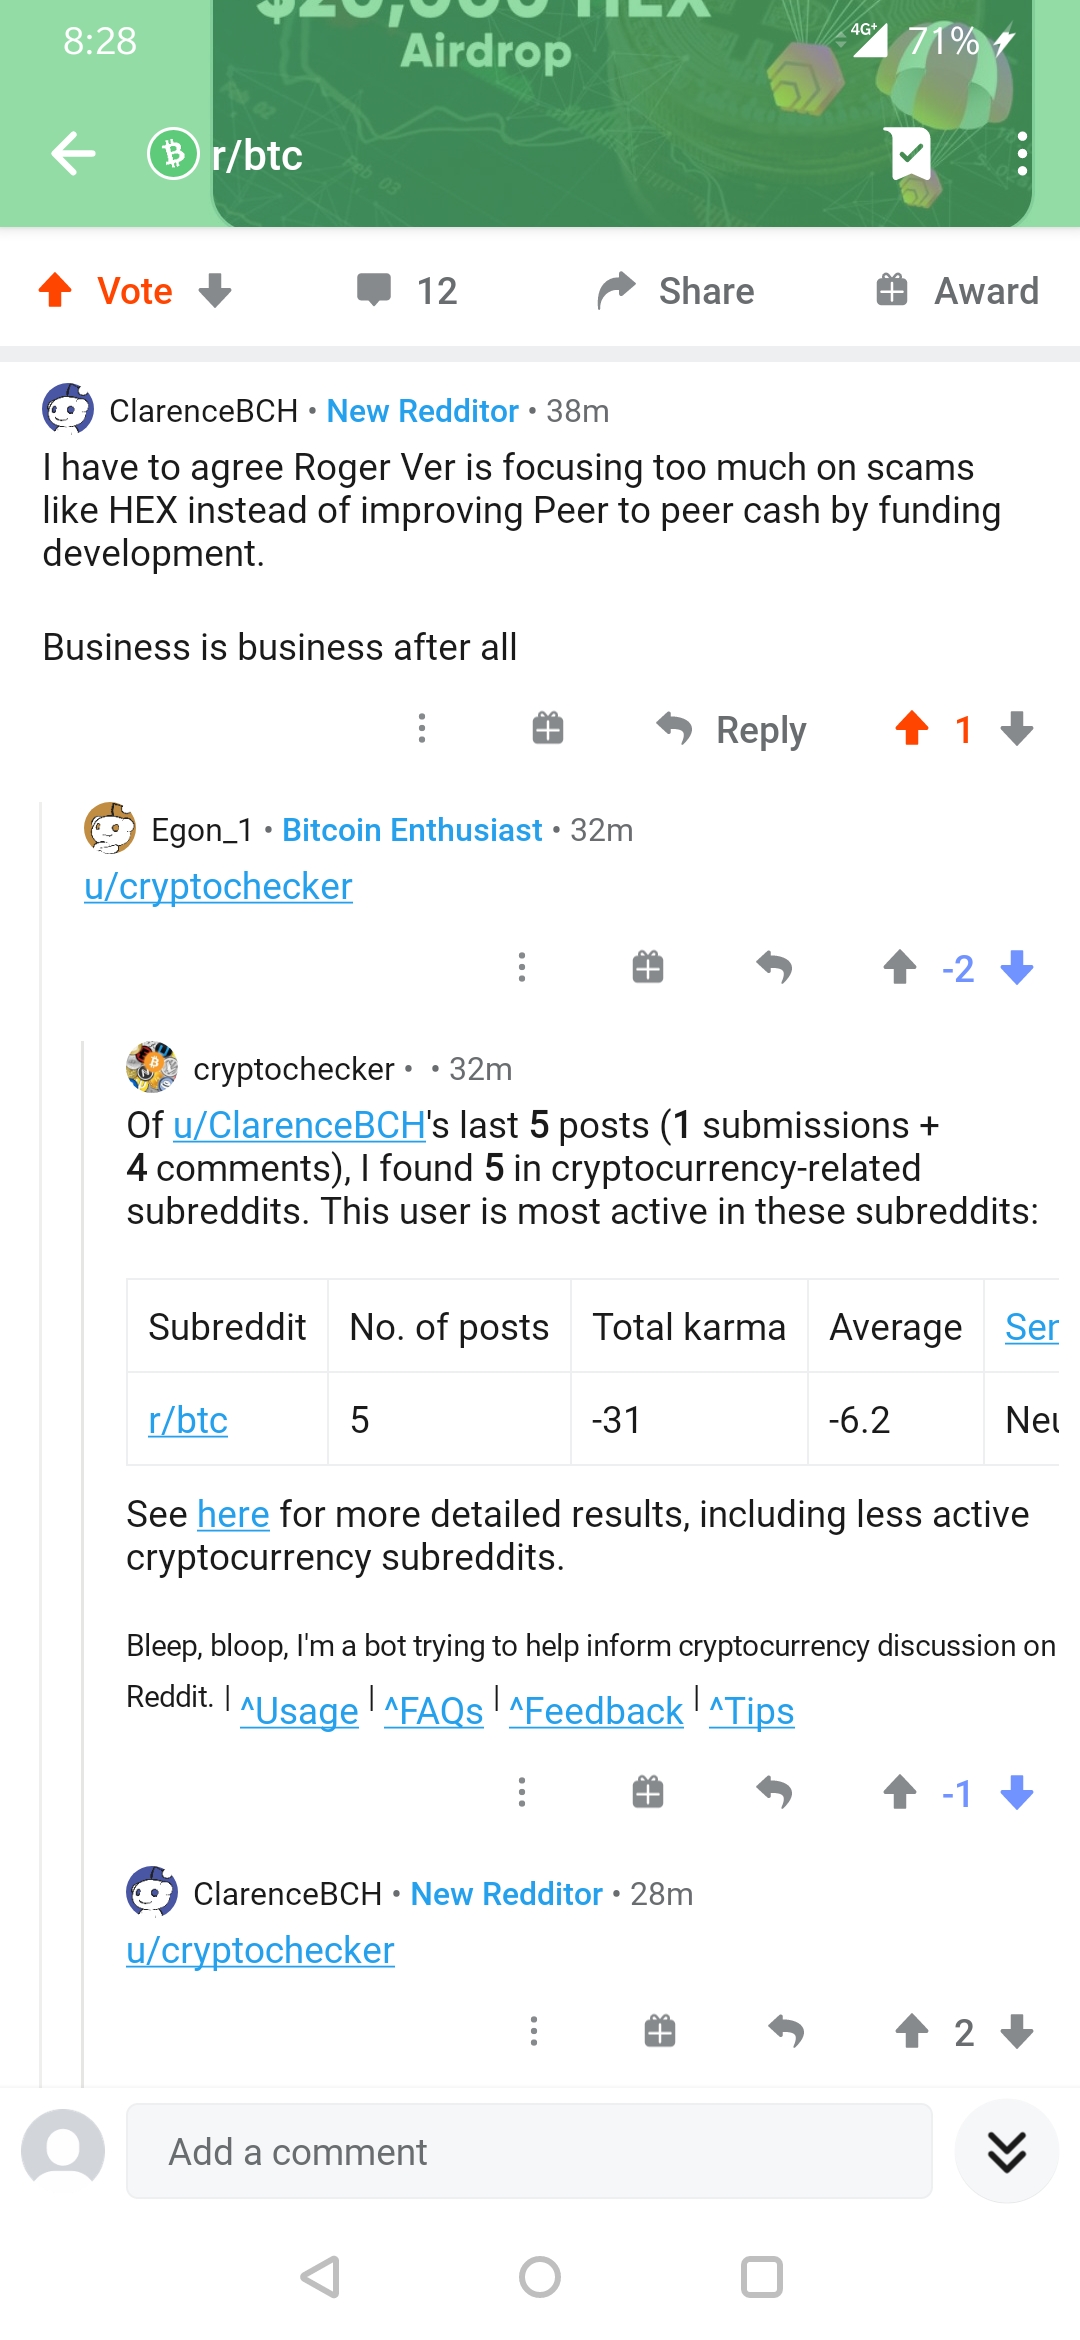 $20,000 HEX
Airdrop
8:28
4G+ 71%
r/btc
Vote 12 Share Award
ClarenceBCH • New Redditor • 38m
I have to agree Roger Ver is focusing too much on scams
like HEX instead of improving Peer to peer cash by funding
development.
Business is business after all
Reply 1
Egon_1 • Bitcoin Enthusiast • 32m
u/cryptochecker
-2
cryptochecker • • 32m
Of u/ClarenceBCH's last 5 posts (1 submissions +
4 comments), I found 5 in cryptocurrency-related
subreddits. This user is most active in these subreddits:
Subreddit No. of posts Total karma Average Ser
r/btc 5 -31 -6.2 Neu
See here for more detailed results, including less active
cryptocurrency subreddits.
Bleep, bloop, I'm a bot trying to help inform cryptocurrency discussion on
Reddit. | ^Usage | ^FAQs | ^Feedback | ^Tips
-1
ClarenceBCH • New Redditor • 28m
u/cryptochecker
2
Add a comment